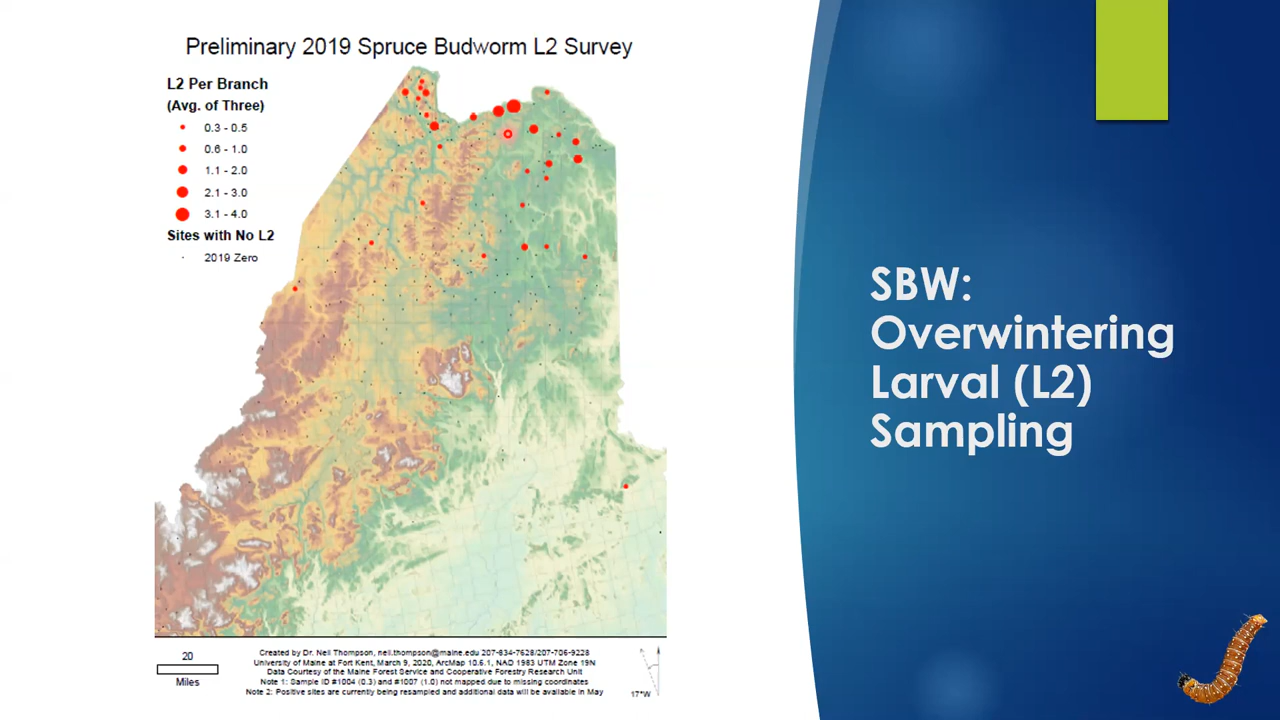 Preliminary 2019 Spruce Budworm L2 Survey
L2 Per Branch
(Avg. of Three)
0.3 - 0.5
0.6 - 1.0
1.1 - 2.0
2.1 - 3.0
3.1 - 4.0
Sites with No L2
2019 Zero
20
Miles
Created by Dr. Neil Thompson, neil.thompson@maine.edu 207-834-7628/207-706-9228
University of Maine at Fort Kent, March 9, 2020, ArcMap 10.6.1, NAD 1983 UTM Zone 19N
Data Courtesy of the Maine Forest Service and Cooperative Forestry Research Unit
Note 1: Sample ID #1004 (0.3) and #1007 (1.0) not mapped due to missing coordinates
Note 2: Positive sites are currently being resampled and additional data will be available in May
17°W
SBW:
Overwintering
Larval (L2)
Sampling